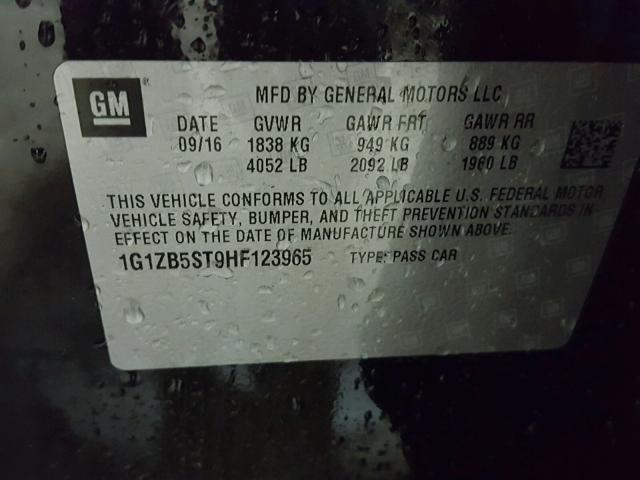 GM ®
MFD BY GENERAL MOTORS LLC
DATE GVWR GAWR FRT GAWR RR
09/16 1838 KG 949 KG 889 KG
4052 LB 2092 LB 1960 LB
THIS VEHICLE CONFORMS TO ALL APPLICABLE U.S. FEDERAL MOTOR
VEHICLE SAFETY, BUMPER, AND THEFT PREVENTION STANDARDS IN
EFFECT ON THE DATE OF MANUFACTURE SHOWN ABOVE.
1G1ZB5ST9HF123965 TYPE: PASS CAR